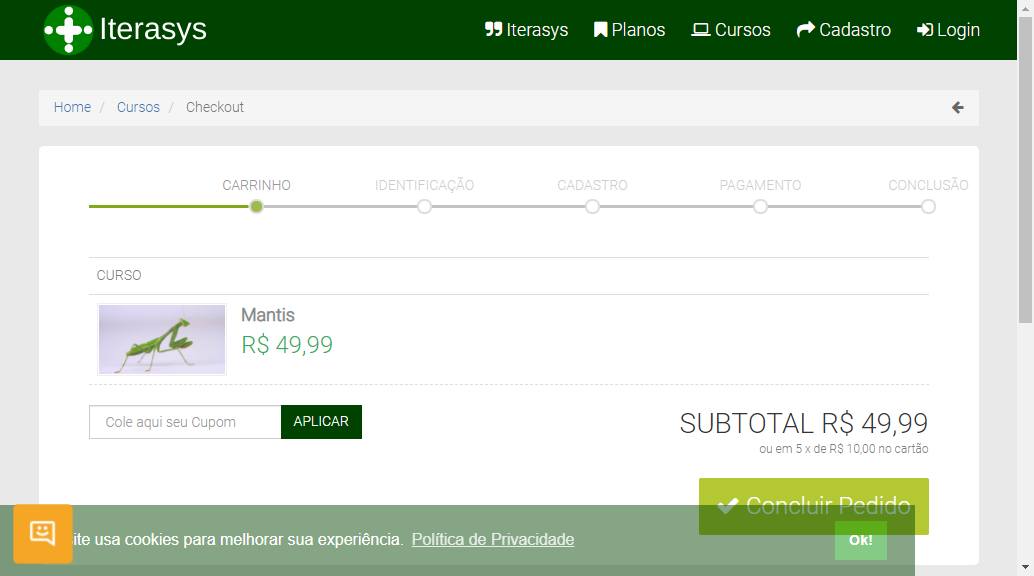 Iterasys
Iterasys Planos Cursos Cadastro Login
Home / Cursos / Checkout
CARRINHO IDENTIFICAÇÃO CADASTRO PAGAMENTO CONCLUSÃO
CURSO
Mantis
R$ 49,99
Cole aqui seu Cupom APLICAR
SUBTOTAL R$ 49,99
ou em 5 x de R$ 10,00 no cartão
Concluir Pedido
ite usa cookies para melhorar sua experiência. Política de Privacidade
Ok!